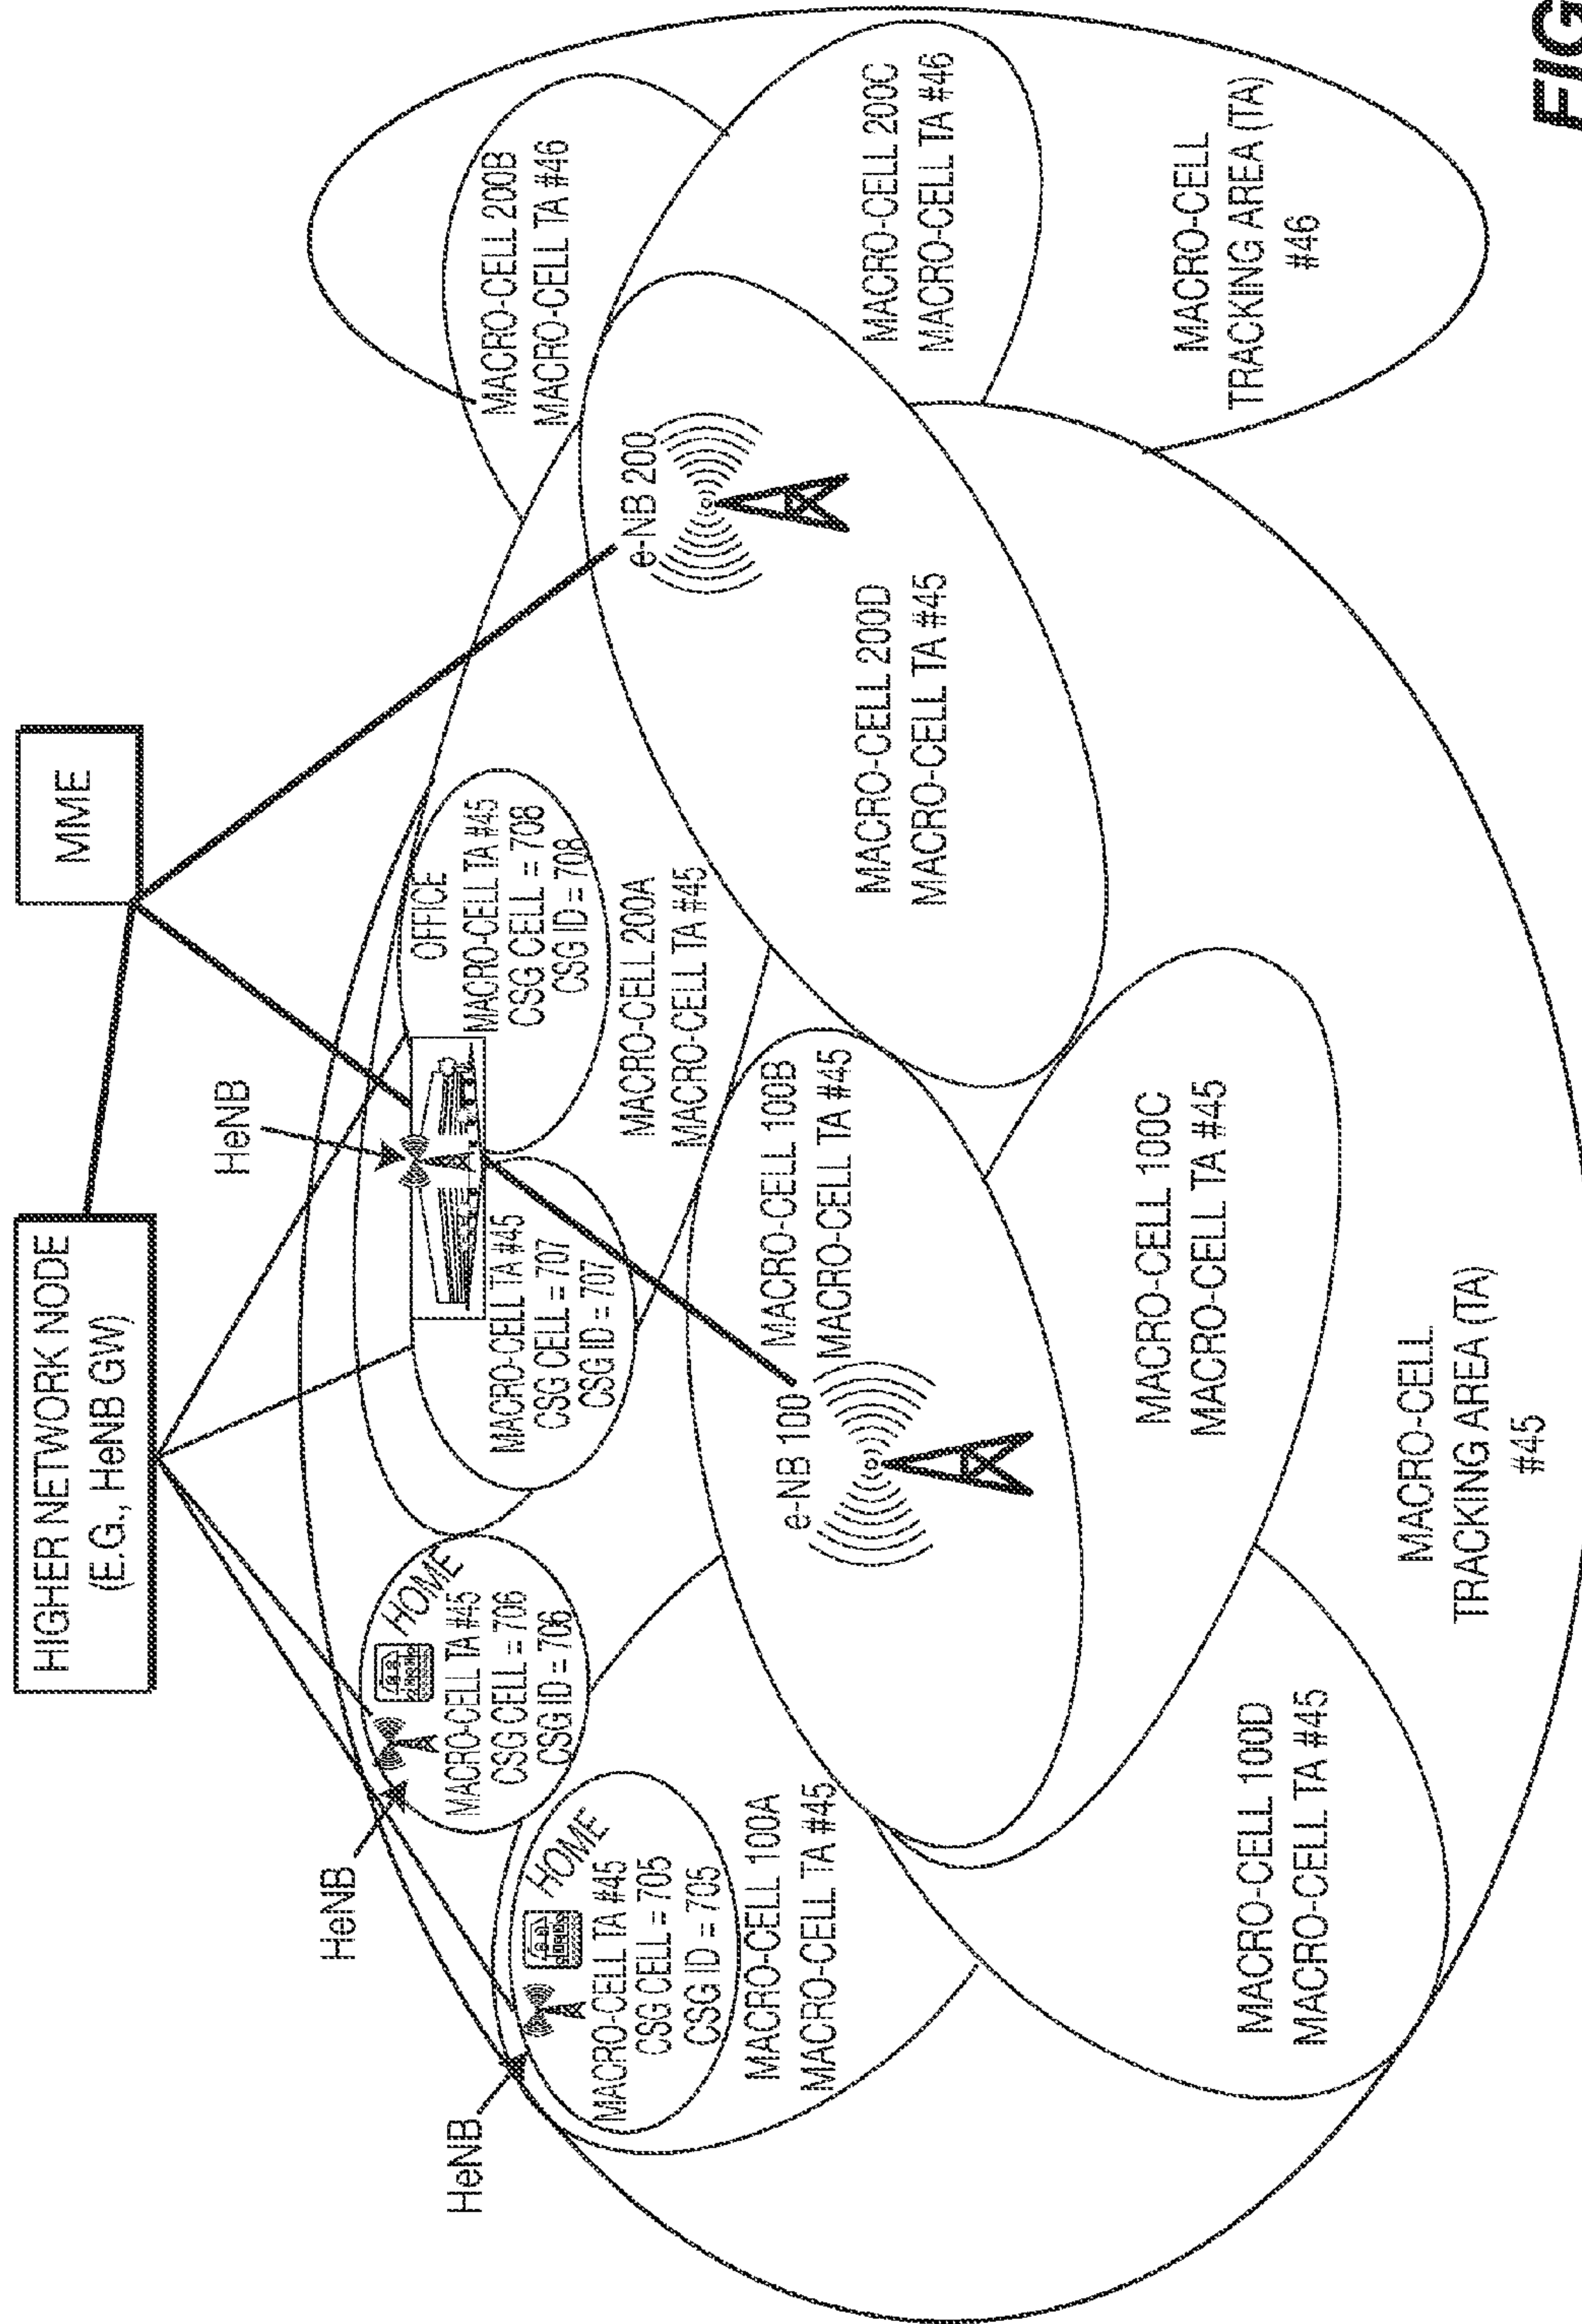 HIGHER NETWORK NODE
(E.G., HeNB GW)
MME
HeNB
HeNB
HeNB
HOME
MACRO-CELL TA #45
CSG CELL = 705
CSG ID = 705
HOME
MACRO-CELL TA #45
CSG CELL = 706
CSG ID = 706
MACRO-CELL TA #45
CSG CELL = 707
CSG ID = 707
OFFICE
MACRO-CELL TA #45
CSG CELL = 708
CSG ID = 708
MACRO-CELL 200B
MACRO-CELL TA #46
MACRO-CELL 100A
MACRO-CELL TA #45
MACRO-CELL 200A
MACRO-CELL TA #45
e-NB 200
e-NB 100
MACRO-CELL 100B
MACRO-CELL TA #45
MACRO-CELL 200D
MACRO-CELL TA #45
MACRO-CELL 200C
MACRO-CELL TA #46
MACRO-CELL 100C
MACRO-CELL TA #45
MACRO-CELL
TRACKING AREA (TA)
#46
MACRO-CELL 100D
MACRO-CELL TA #45
MACRO-CELL
TRACKING AREA (TA)
#45
FIG